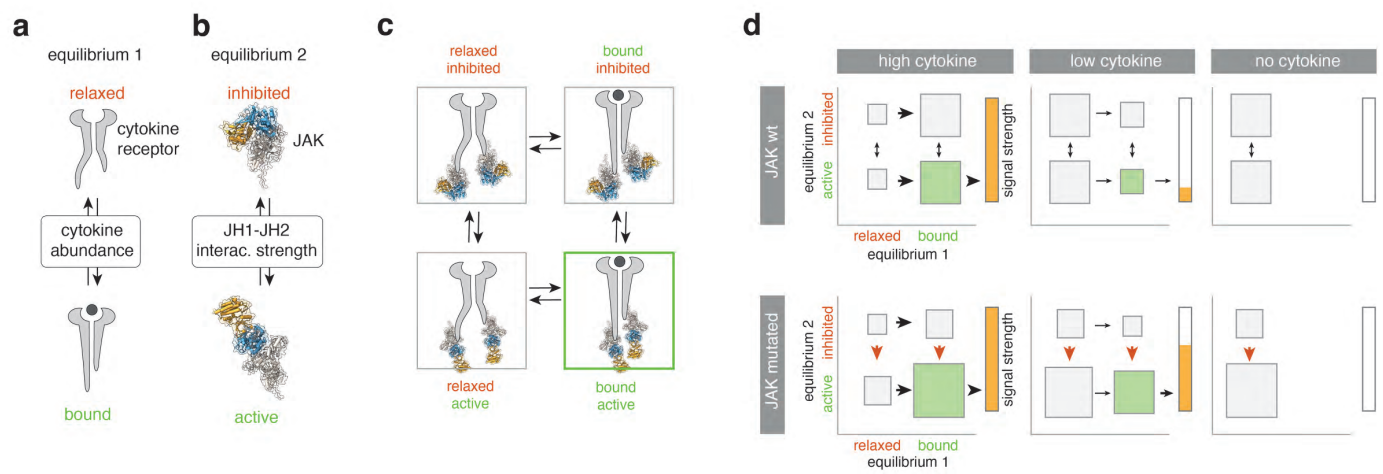 a
equilibrium 1
relaxed
cytokine
receptor
cytokine
abundance
bound
b
equilibrium 2
inhibited
JAK
JH1-JH2
interac. strength
active
c
relaxed
inhibited
bound
inhibited
relaxed
active
bound
active
d
high cytokine
low cytokine
no cytokine
JAK wt
equilibrium 2
active
inhibited
signal strength
relaxed
bound
equilibrium 1
JAK mutated
equilibrium 2
active
inhibited
signal strength
relaxed
bound
equilibrium 1